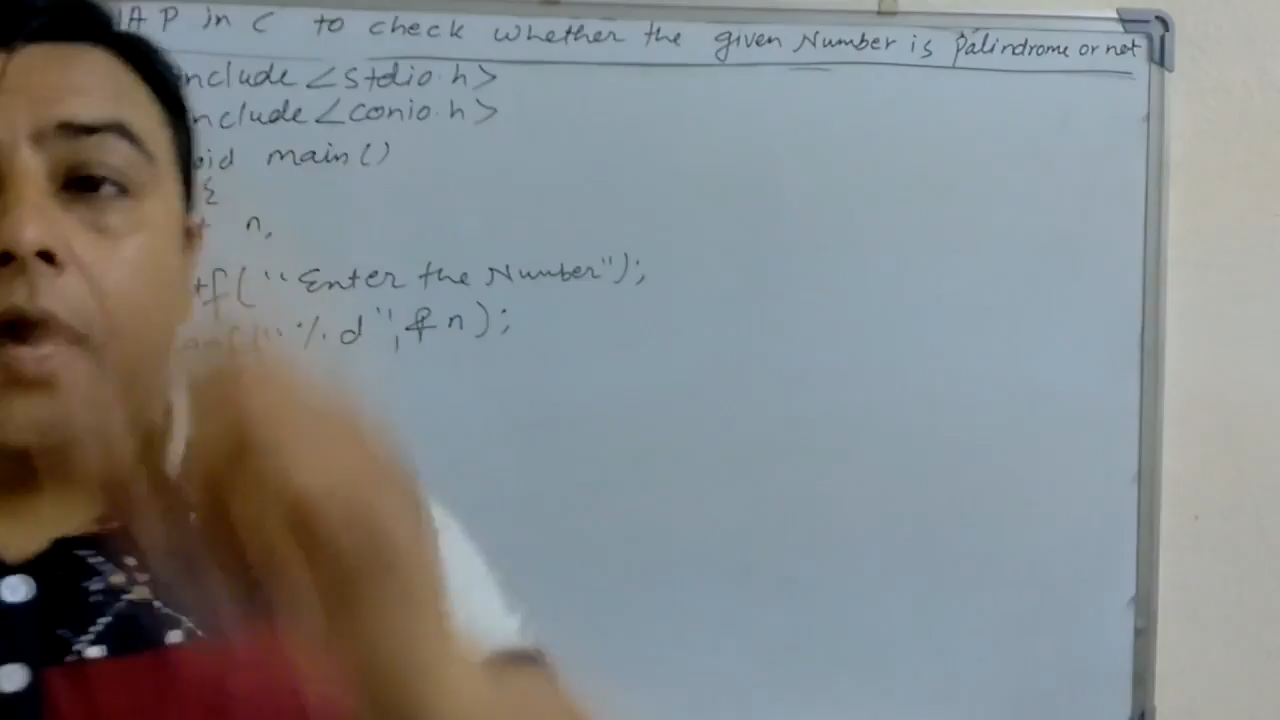 AP in C to check whether the given Number is palindrome or not
nclude <stdio.h>
nclude <conio.h>
oid main()
{
n,
tf("Enter the Number");
"%d",&n);